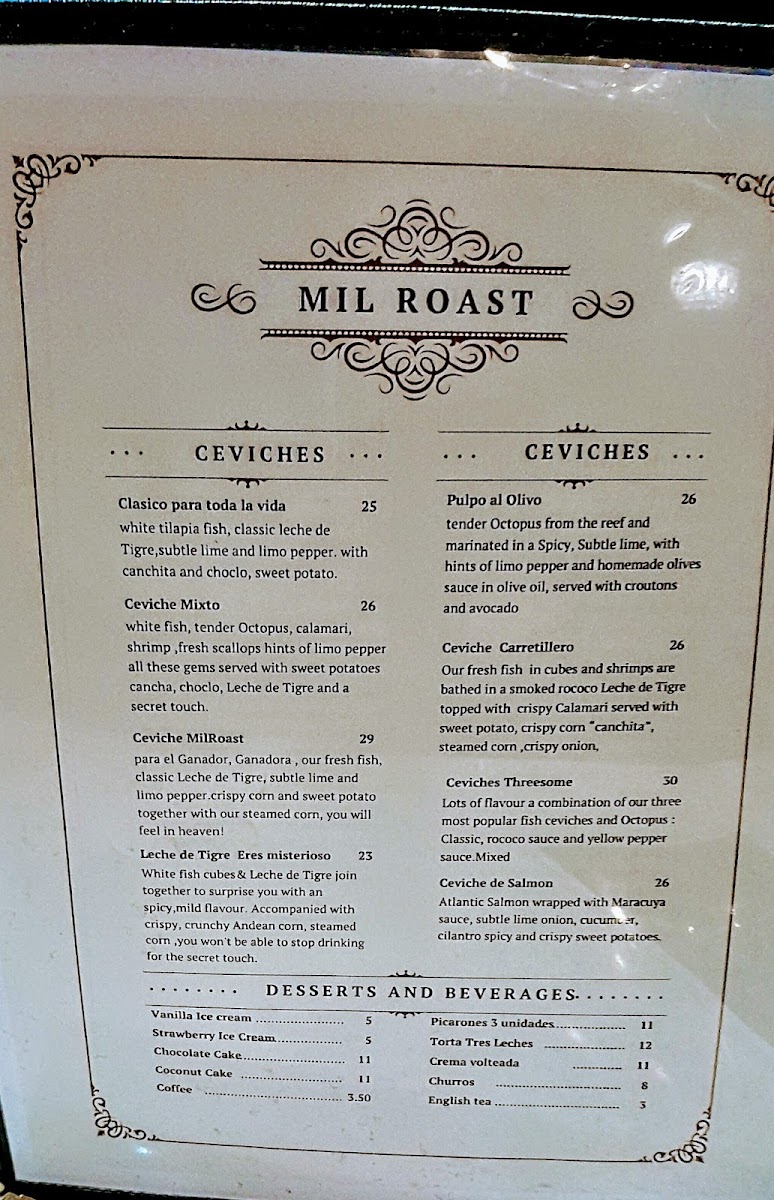 MIL ROAST
CEVICHES
Clasico para toda la vida 25
white tilapia fish, classic leche de
Tigre,subtle lime and limo pepper. with
canchita and choclo, sweet potato.
Ceviche Mixto 26
white fish, tender Octopus, calamari,
shrimp ,fresh scallops hints of limo pepper
all these gems served with sweet potatoes
cancha, choclo, Leche de Tigre and a
secret touch.
Ceviche MilRoast 29
para el Ganador, Ganadora , our fresh fish,
classic Leche de Tigre, subtle lime and
limo pepper.crispy corn and sweet potato
together with our steamed corn, you will
feel in heaven!
Leche de Tigre Eres misterioso 23
White fish cubes & Leche de Tigre join
together to surprise you with an
spicy,mild flavour. Accompanied with
crispy, crunchy Andean corn, steamed
corn ,you won't be able to stop drinking
for the secret touch.
CEVICHES
Pulpo al Olivo 26
tender Octopus from the reef and
marinated in a Spicy, Subtle lime, with
hints of limo pepper and homemade olives
sauce in olive oil, served with croutons
and avocado
Ceviche Carretillero 26
Our fresh fish in cubes and shrimps are
bathed in a smoked rococo Leche de Tigre
topped with crispy Calamari served with
sweet potato, crispy corn "canchita",
steamed corn ,crispy onion,
Ceviches Threesome 30
Lots of flavour a combination of our three
most popular fish ceviches and Octopus :
Classic, rococo sauce and yellow pepper
sauce.Mixed
Ceviche de Salmon 26
Atlantic Salmon wrapped with Maracuya
sauce, subtle lime onion, cucumber,
cilantro spicy and crispy sweet potatoes.
DESSERTS AND BEVERAGES
Vanilla Ice cream 5
Strawberry Ice Cream 5
Chocolate Cake 11
Coconut Cake 11
Coffee 3.50
Picarones 3 unidades 11
Torta Tres Leches 12
Crema volteada 11
Churros 8
English tea 3